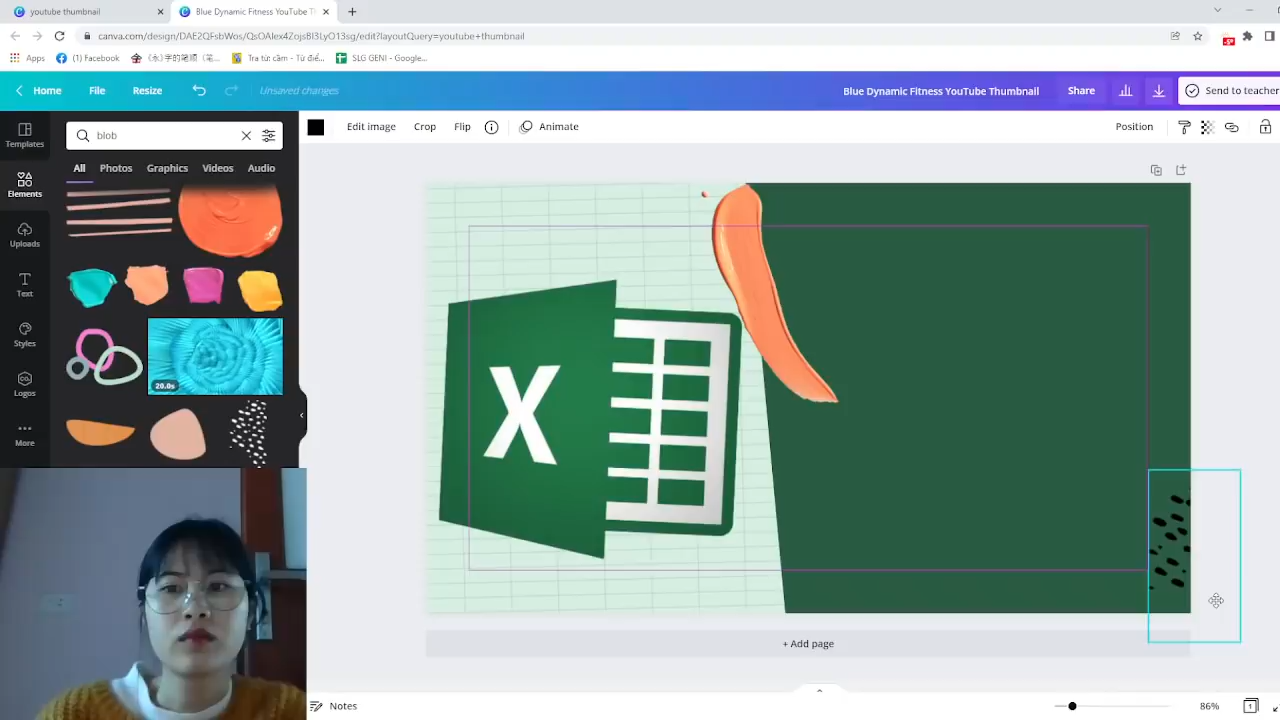 youtube thumbnail
Blue Dynamic Fitness YouTube T
canva.com/design/DAE2QFsbWos/QsOAlex4ZojsBl3LyO13sg/edit?layoutQuery=youtube+thumbnail
Apps
(1) Facebook
Tra từ: cầm - Từ điể...
SLG GENI - Google...
Home
File
Resize
Unsaved changes
Blue Dynamic Fitness YouTube Thumbnail
Share
Send to teacher
Templates
Elements
Uploads
Text
Styles
Logos
More
blob
All
Photos
Graphics
Videos
Audio
20.0s
Edit image
Crop
Flip
Animate
Position
X
+ Add page
Notes
86%
1